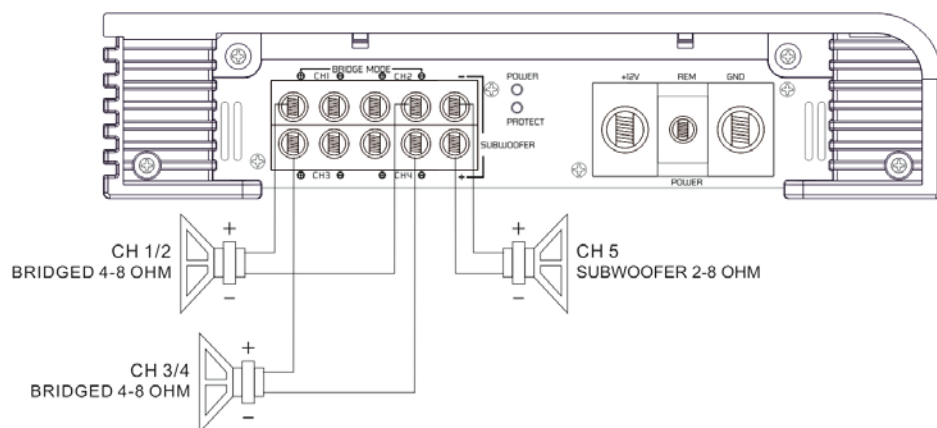 BRIDGE MODE
CH1 CH2 −
POWER
PROTECT
SUBWOOFER
CH3 CH4 +
+12V REM GND
POWER
+
CH 1/2
BRIDGED 4-8 OHM
−
+
CH 5
SUBWOOFER 2-8 OHM
−
+
CH 3/4
BRIDGED 4-8 OHM
−